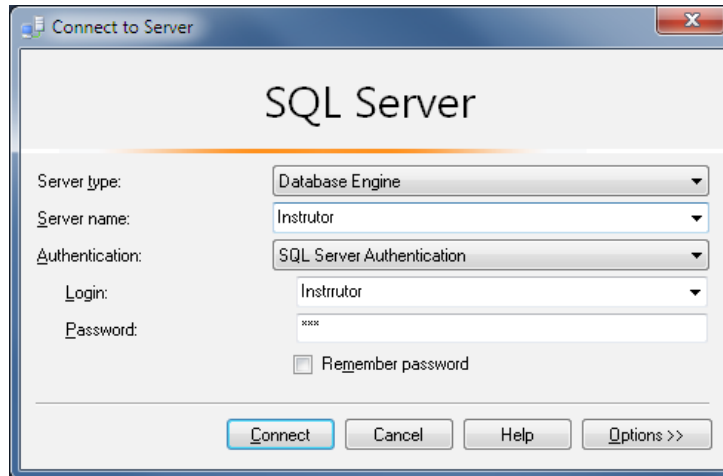 Connect to Server
SQL Server
Server type: Database Engine
Server name: Instrutor
Authentication: SQL Server Authentication
Login: Instrrutor
Password: ***
Remember password
Connect Cancel Help Options >>